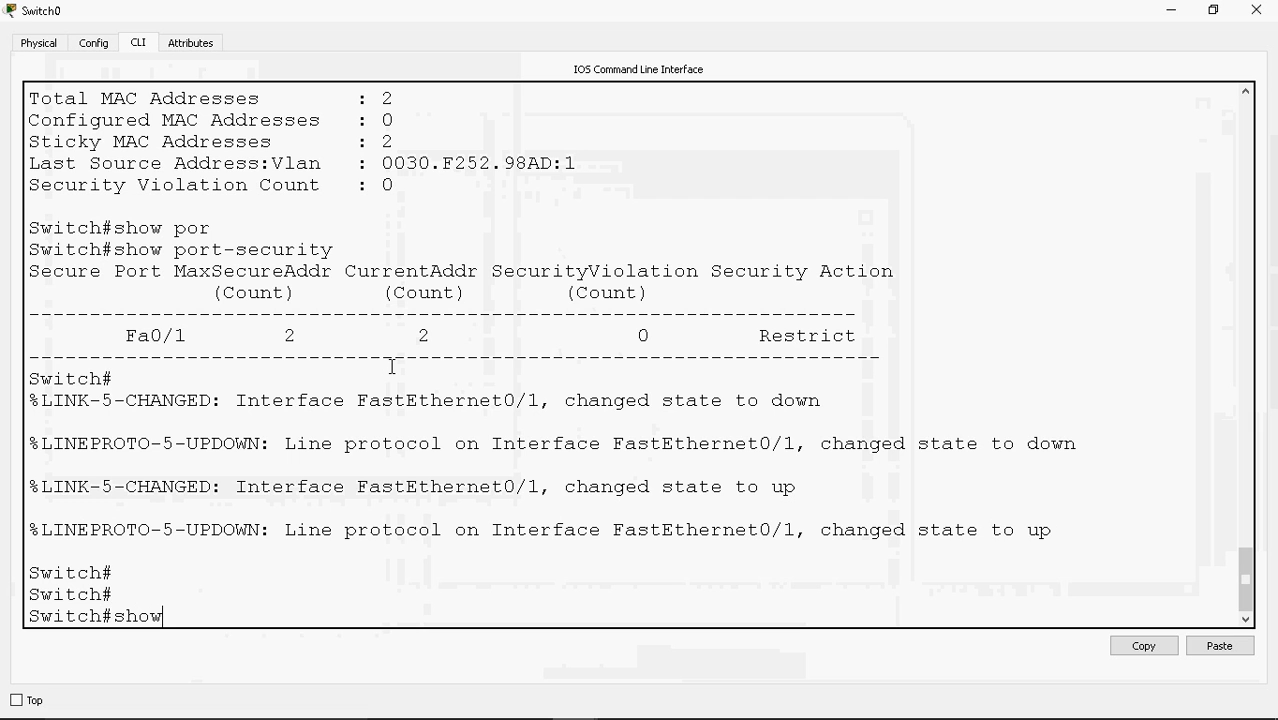 Switch0
Physical Config CLI Attributes
IOS Command Line Interface
Total MAC Addresses : 2
Configured MAC Addresses : 0
Sticky MAC Addresses : 2
Last Source Address:Vlan : 0030.F252.98AD:1
Security Violation Count : 0
Switch#show por
Switch#show port-security
Secure Port MaxSecureAddr CurrentAddr SecurityViolation Security Action
(Count) (Count) (Count)
--------------------------------------------------------------------
Fa0/1 2 2 0 Restrict
----------------------------------------------------------------------
Switch#
%LINK-5-CHANGED: Interface FastEthernet0/1, changed state to down
%LINEPROTO-5-UPDOWN: Line protocol on Interface FastEthernet0/1, changed state to down
%LINK-5-CHANGED: Interface FastEthernet0/1, changed state to up
%LINEPROTO-5-UPDOWN: Line protocol on Interface FastEthernet0/1, changed state to up
Switch#
Switch#
Switch#show
Copy Paste
Top